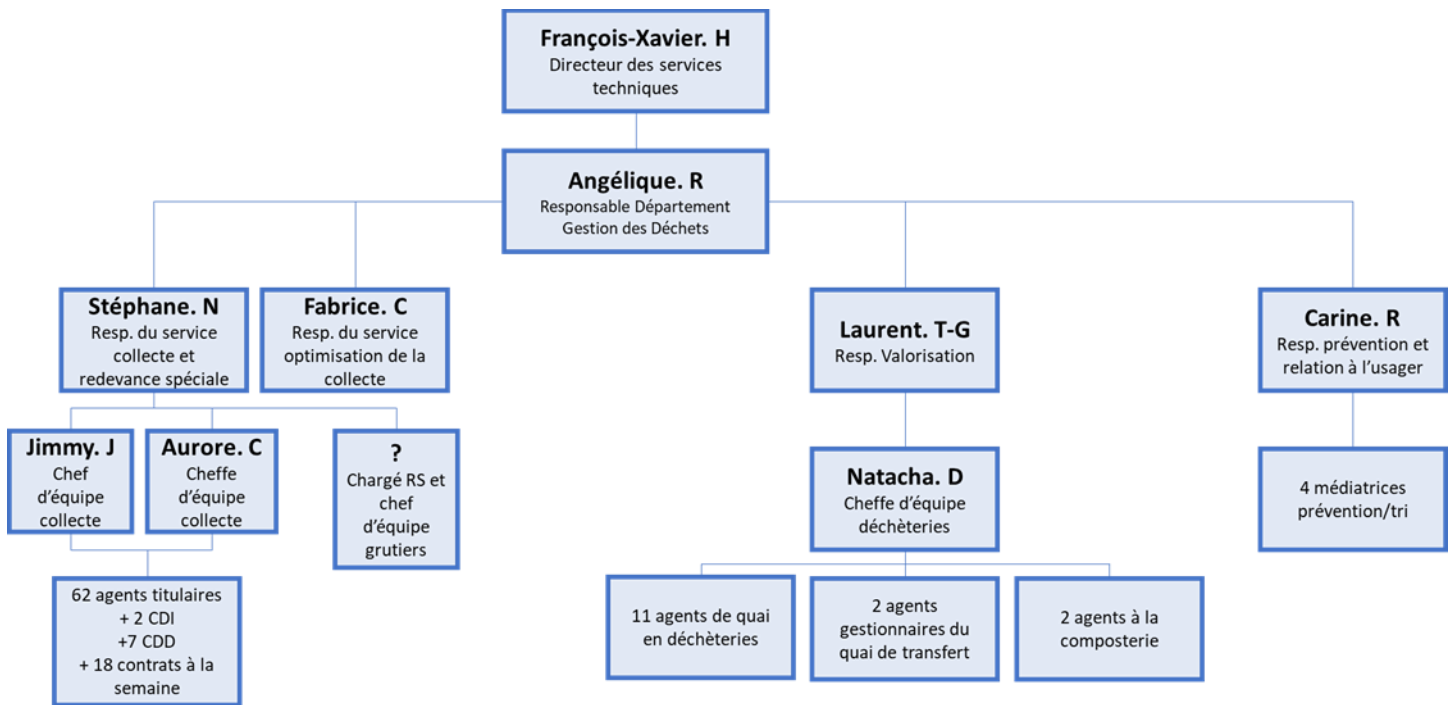 François-Xavier. H
Directeur des services
techniques
Angélique. R
Responsable Département
Gestion des Déchets
Stéphane. N
Resp. du service
collecte et
redevance spéciale
Fabrice. C
Resp. du service
optimisation de la
collecte
Laurent. T-G
Resp. Valorisation
Carine. R
Resp. prévention et
relation à l’usager
Jimmy. J
Chef
d’équipe
collecte
Aurore. C
Cheffe
d’équipe
collecte
?
Chargé RS et
chef
d’équipe
grutiers
Natacha. D
Cheffe d’équipe
déchèteries
4 médiatrices
prévention/tri
62 agents titulaires
+ 2 CDI
+7 CDD
+ 18 contrats à la
semaine
11 agents de quai
en déchèteries
2 agents
gestionnaires du
quai de transfert
2 agents à la
composterie